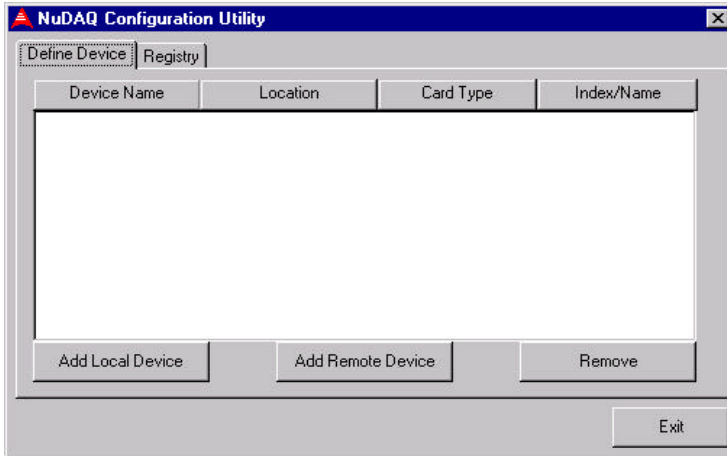 NuDAQ Configuration Utility
Define Device Registry
Device Name Location Card Type Index/Name
Add Local Device Add Remote Device Remove
Exit